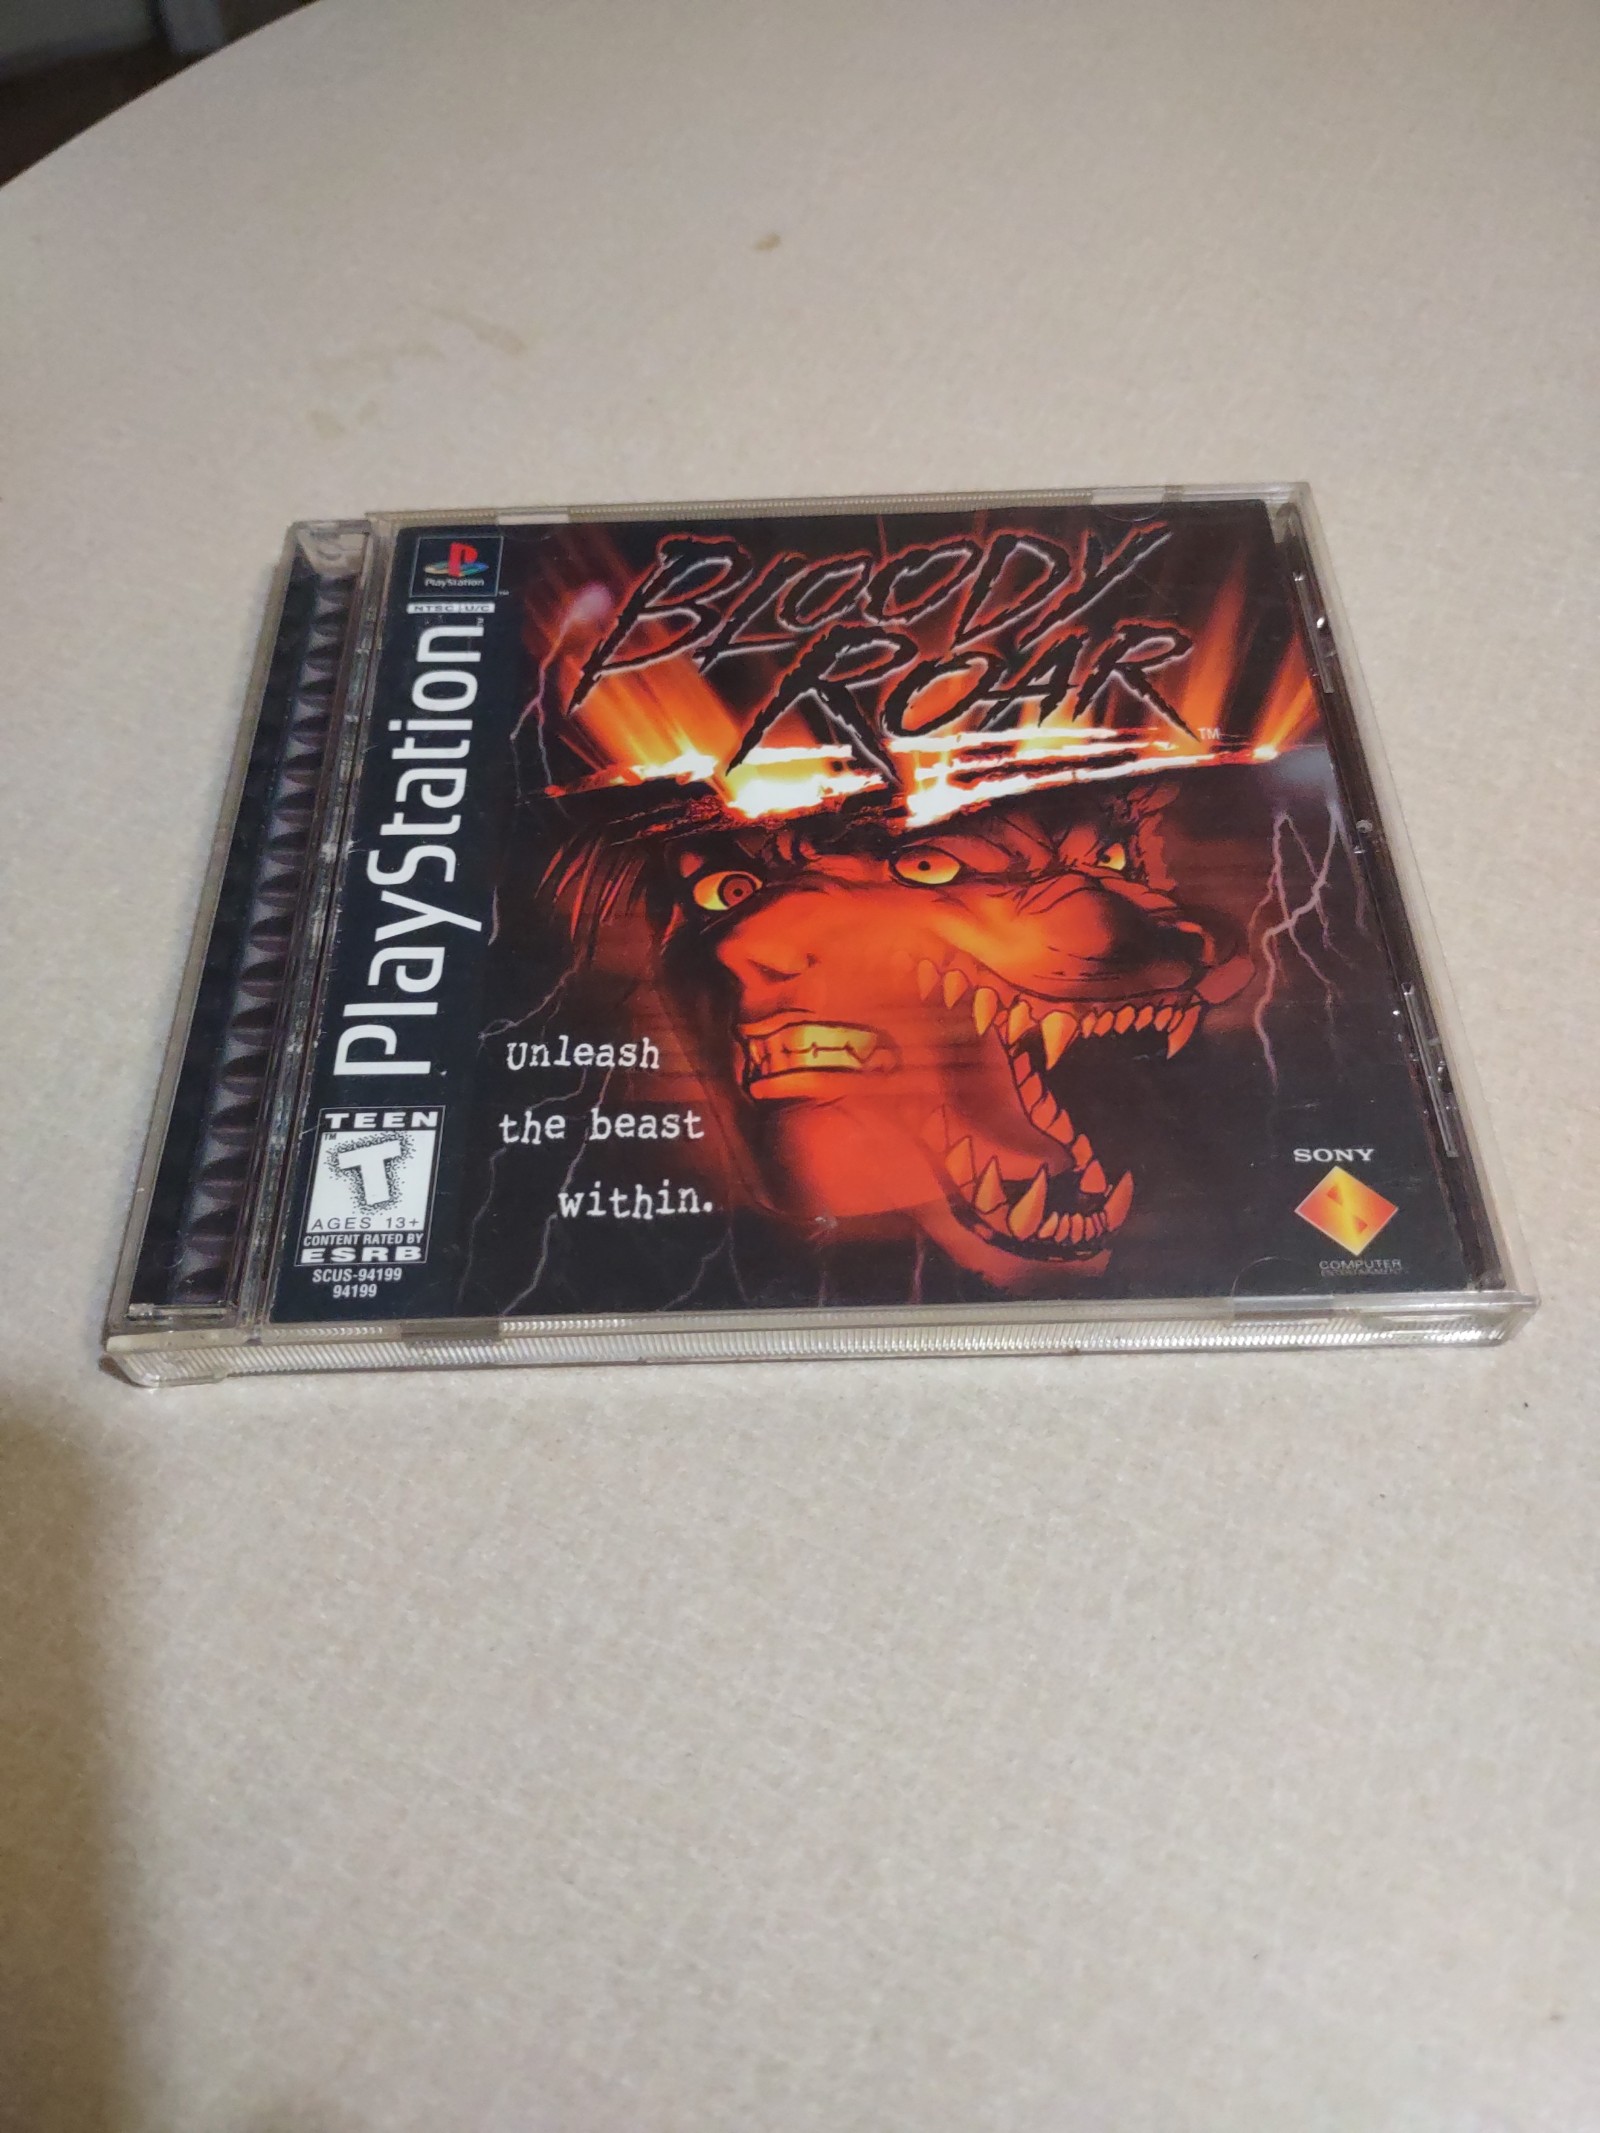 PlayStation
NTSC U/C
PlayStation
TEEN
T
AGES 13+
CONTENT RATED BY
ESRB
SCUS-94199
94199
BLOODY
ROAR
TM
Unleash
the beast
within.
SONY
COMPUTER
ENTERTAINMENT